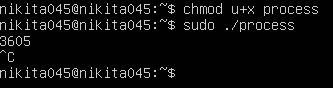 nikita045@nikita045:~$ chmod u+x process
nikita045@nikita045:~$ sudo ./process
3605
^C
nikita045@nikita045:~$